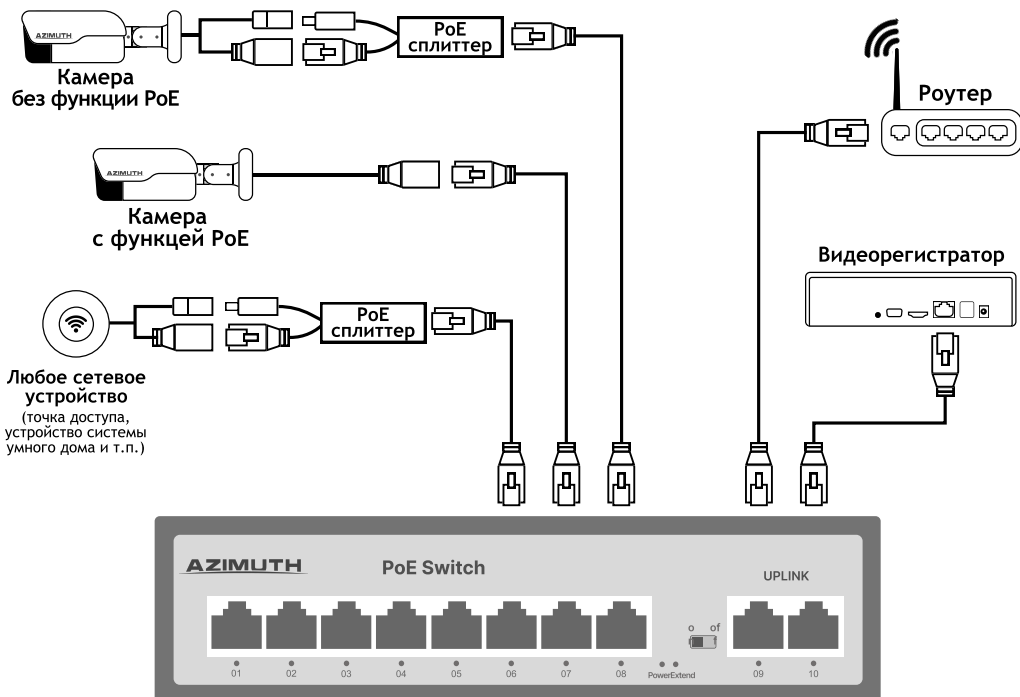 AZIMUTH
PoE
сплиттер
Камера
без функции PoE
Роутер
AZIMUTH
Камера
с функцей PoE
Видеорегистратор
PoE
сплиттер
Любое сетевое
устройство
(точка доступа,
устройство системы
умного дома и т.п.)
AZIMUTH
PoE Switch
UPLINK
o of
01 02 03 04 05 06 07 08 PowerExtend 09 10